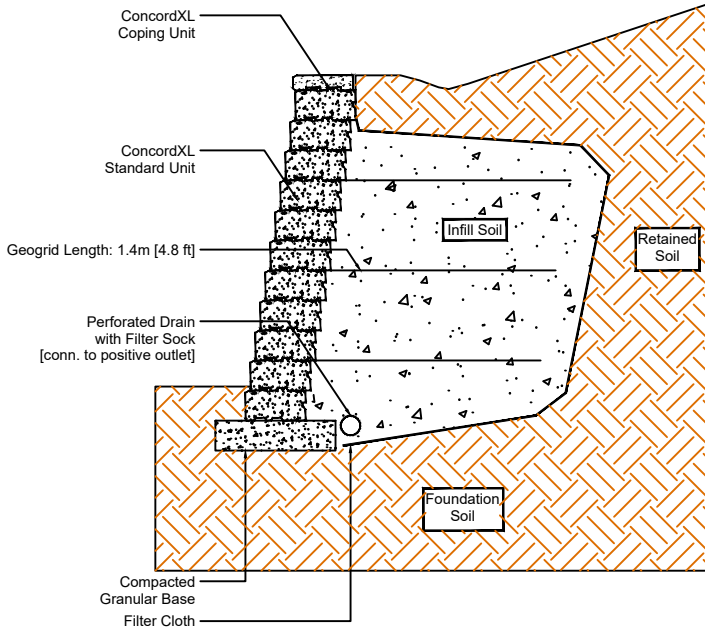 ConcordXL
Coping Unit
ConcordXL
Standard Unit
Infill Soil
Retained
Soil
Geogrid Length: 1.4m [4.8 ft]
Perforated Drain
with Filter Sock
[conn. to positive outlet]
Foundation
Soil
Compacted
Granular Base
Filter Cloth